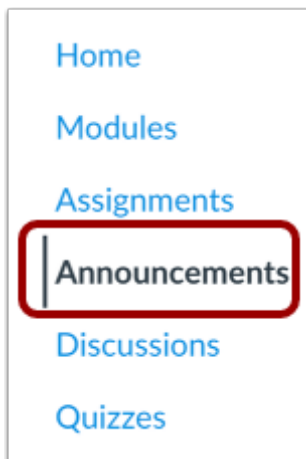 Home
Modules
Assignments
Announcements
Discussions
Quizzes